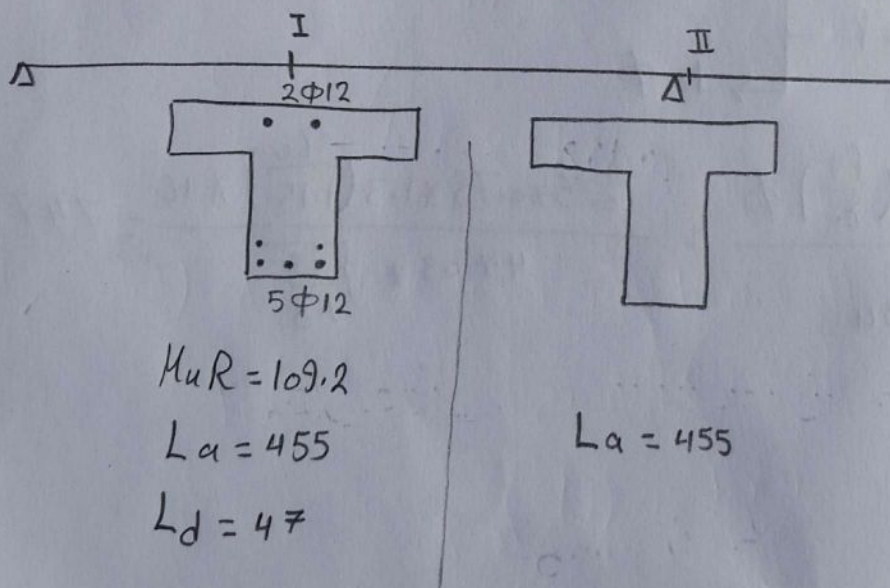 I
II
2Φ12
5Φ12
MuR = 109.2
La = 455
Ld = 47
La = 455